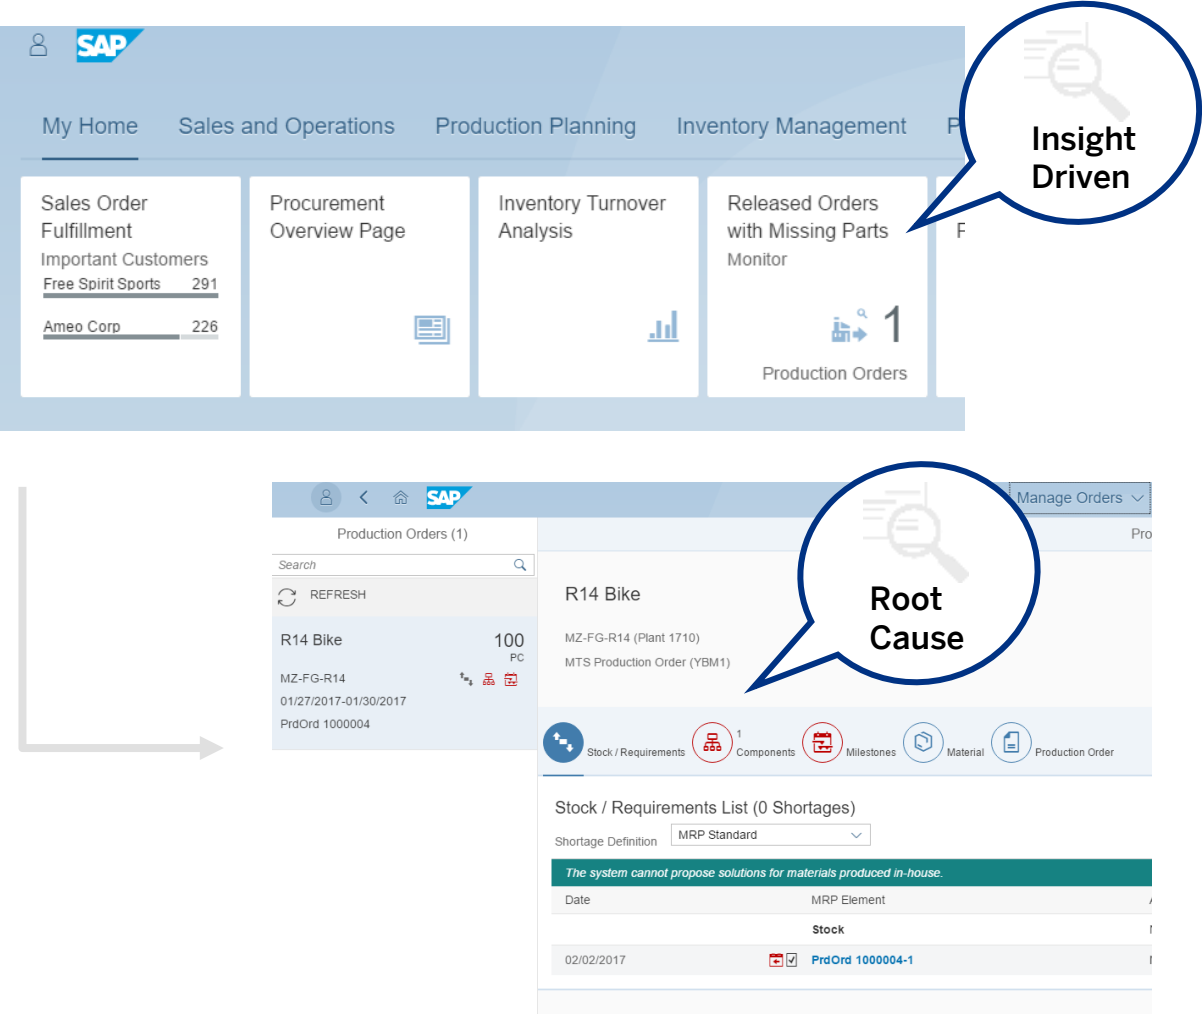 SAP
My Home
Sales and Operations
Production Planning
Inventory Management
P
Insight
Driven
Sales Order
Fulfillment
Important Customers
Free Spirit Sports 291
Ameo Corp 226
Procurement
Overview Page
Inventory Turnover
Analysis
Released Orders
with Missing Parts
Monitor
1
Production Orders
F
SAP
Manage Orders
Production Orders (1)
Pro
Search
REFRESH
R14 Bike 100
PC
MZ-FG-R14
01/27/2017-01/30/2017
PrdOrd 1000004
R14 Bike
MZ-FG-R14 (Plant 1710)
MTS Production Order (YBM1)
Root
Cause
Stock / Requirements
1
Components
Milestones
Material
Production Order
Stock / Requirements List (0 Shortages)
Shortage Definition MRP Standard
The system cannot propose solutions for materials produced in-house.
Date MRP Element
Stock
02/02/2017 PrdOrd 1000004-1